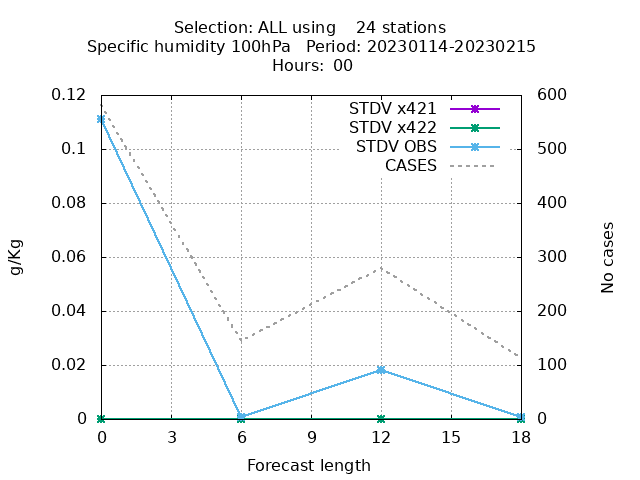 Selection: ALL using    24 stations
Specific humidity 100hPa   Period: 20230114-20230215
Hours:  00
STDV x421
STDV x422
STDV OBS
CASES
0.12
0.1
0.08
0.06
0.04
0.02
0
600
500
400
300
200
100
0
g/Kg
No cases
0 3 6 9 12 15 18
Forecast length